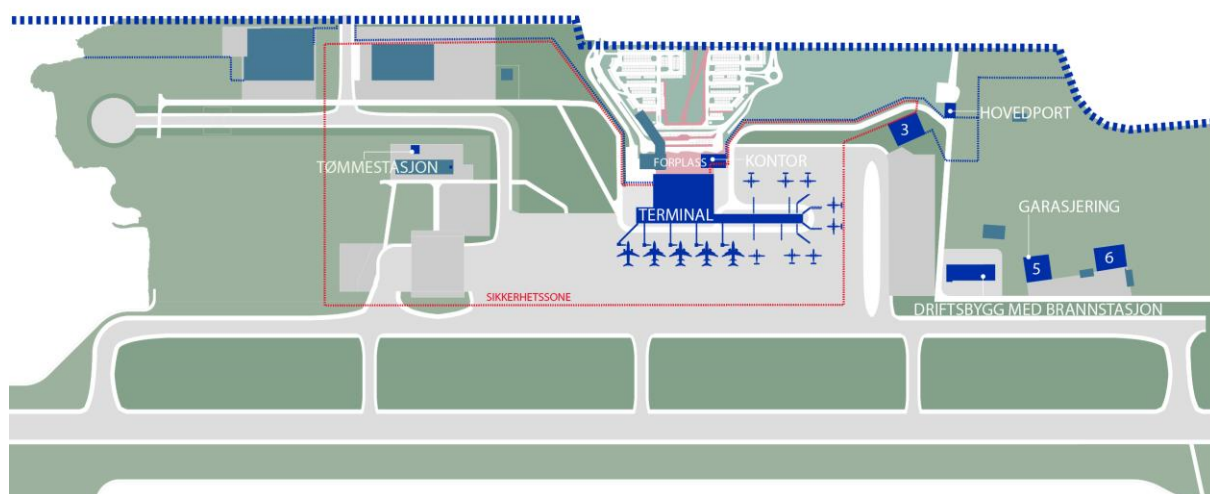 HOVEDPORT
3
FORPLASS
KONTOR
TØMMESTASJON
TERMINAL
GARASJERING
5
6
SIKKERHETSSONE
DRIFTSBYGG MED BRANNSTASJON